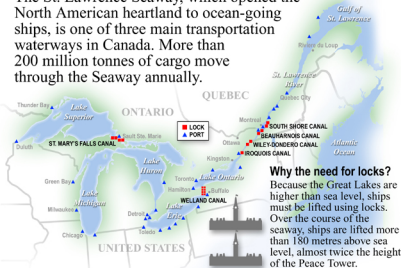 The St. Lawrence Seaway, which opened the
North American heartland to ocean-going
ships, is one of three main transportation
waterways in Canada. More than
200 million tonnes of cargo move
through the Seaway annually.
Gulf of
St. Lawrence
Rivière du Loup
St. Lawrence
River
QUEBEC
Quebec City
Thunder Bay
Lake
Superior
ONTARIO
Montreal
LOCK
PORT
SOUTH SHORE CANAL
BEAUHARNOIS CANAL
Duluth
ST. MARY'S FALLS CANAL
Sault Ste. Marie
Ottawa
WILEY-DONDERO CANAL
IROQUOIS CANAL
Atlantic
Ocean
Lake
Huron
Kingston
Green Bay
Toronto
Lake Ontario
Hamilton
Buffalo
WELLAND CANAL
Lake
Michigan
Milwaukee
Detroit
Lake
Erie
Toledo
Chicago
UNITED STATES
Why the need for locks?
Because the Great Lakes are
higher than sea level, ships
must be lifted using locks.
Over the course of the
seaway, ships are lifted more
than 180 metres above sea
level, almost twice the height
of the Peace Tower.